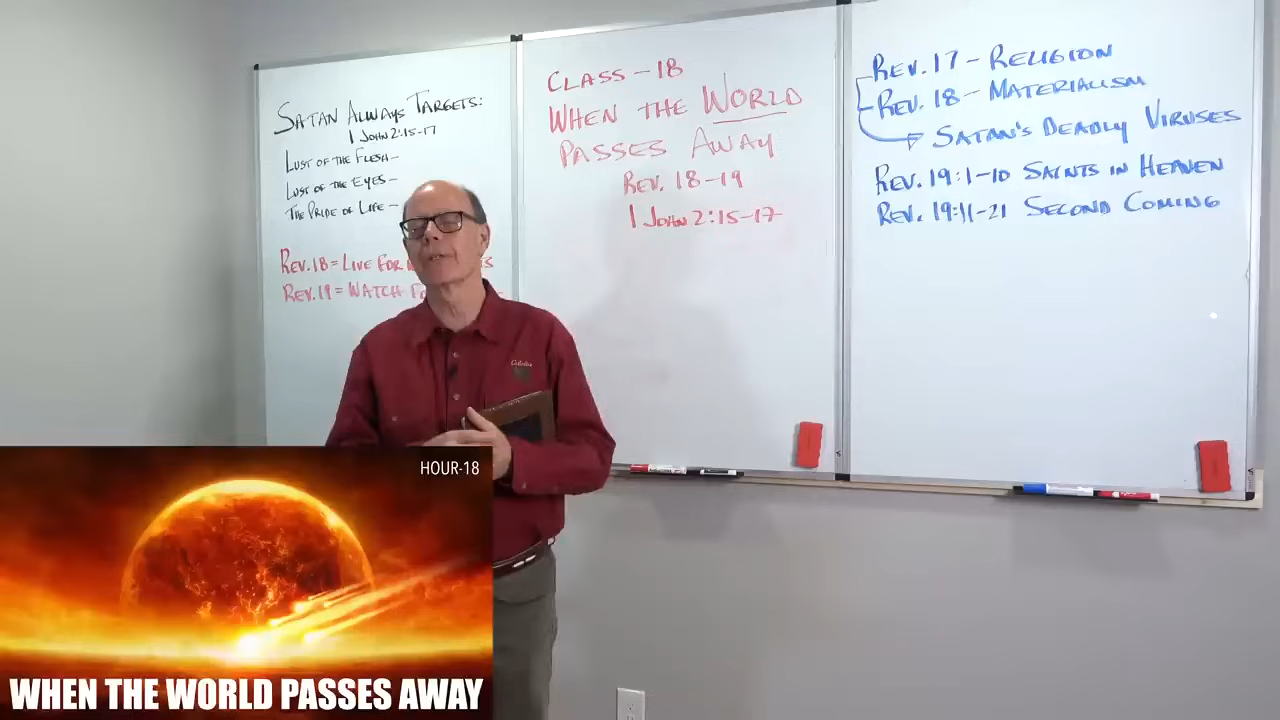 SATAN ALWAYS TARGETS:
1 JOHN 2:15-17
LUST OF THE FLESH-
LUST OF THE EYES-
THE PRIDE OF LIFE-
REV. 18 = LIVE FOR
REV. 19 = WATCH
CLASS-18
WHEN THE WORLD
PASSES AWAY
REV. 18-19
1 JOHN 2:15-17
REV. 17 - RELIGION
REV. 18 - MATERIALISM
SATAN'S DEADLY VIRUSES
REV. 19:1-10 SAINTS IN HEAVEN
REV. 19:11-21 SECOND COMING
HOUR-18
WHEN THE WORLD PASSES AWAY